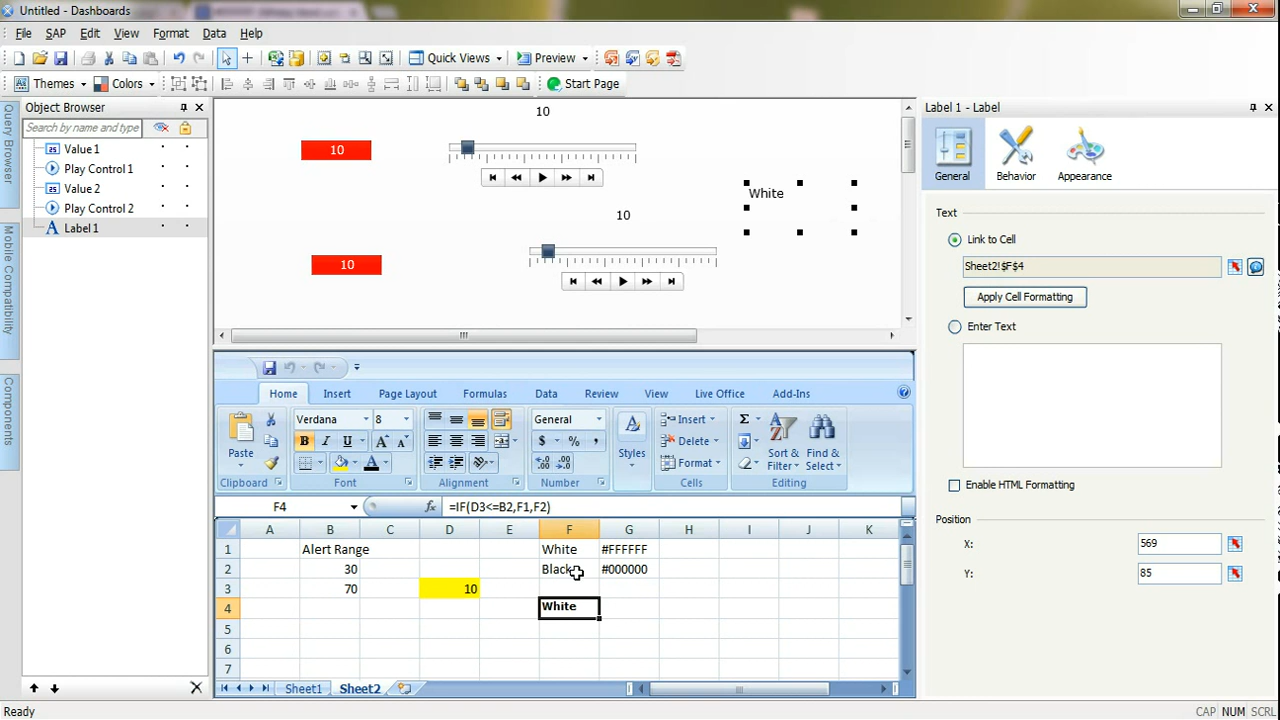 Untitled - Dashboards
File SAP Edit View Format Data Help
Quick Views Preview
Themes Colors Start Page
Query Browser
Mobile Compatibility
Components
Object Browser
Search by name and type
Value 1
Play Control 1
Value 2
Play Control 2
Label 1
10
10
White
10
10
Label 1 - Label
General Behavior Appearance
Text
Link to Cell
Sheet2!$F$4
Apply Cell Formatting
Enter Text
Enable HTML Formatting
Position
X: 569
Y: 85
Home Insert Page Layout Formulas Data Review View Live Office Add-Ins
Paste
Clipboard
Verdana 8
B I U A A
A
Font
Alignment
General
$ % ,
Number
Styles
Insert
Delete
Format
Cells
Σ
Sort & Filter
Find & Select
Editing
F4 fx =IF(D3<=B2,F1,F2)
A B C D E F G H I J K
1 Alert Range White #FFFFFF
2 30 Black #000000
3 70 10
4 White
5
6
7
Sheet1 Sheet2
Ready
CAP NUM SCRL